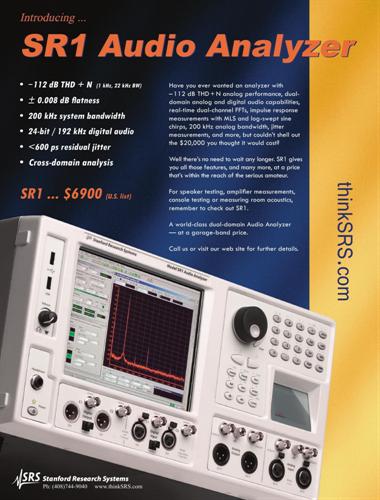 Introducing ...
SR1 Audio Analyzer
• –112 dB THD + N (1 kHz, 22 kHz BW)
• ± 0.008 dB flatness
• 200 kHz system bandwidth
• 24-bit / 192 kHz digital audio
• <600 ps residual jitter
• Cross-domain analysis
SR1 ... $6900 (U.S. list)
Have you ever wanted an analyzer with
–112 dB THD+N analog performance, dual-
domain analog and digital audio capabilities,
real-time dual-channel FFTs, impulse response
measurements with MLS and log-swept sine
chirps, 200 kHz analog bandwidth, jitter
measurements, and more, but couldn't shell out
the $20,000 you thought it would cost?
Well there's no need to wait any longer. SR1 gives
you all those features, and many more, at a price
that's within the reach of the serious amateur.
For speaker testing, amplifier measurements,
console testing or measuring room acoustics,
remember to check out SR1.
A world-class dual-domain Audio Analyzer
— at a garage-band price.
Call us or visit our web site for further details.
thinkSRS.com
Stanford Research Systems
Model SR1 Audio Analyzer
SRS Stanford Research Systems
Ph: (408)744-9040 www.thinkSRS.com